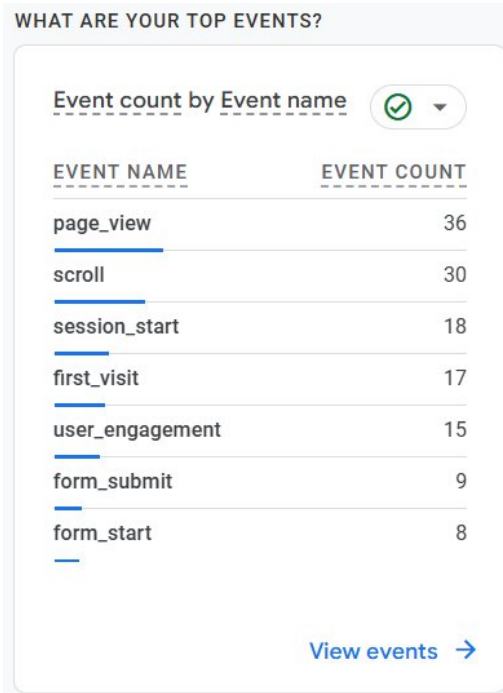 WHAT ARE YOUR TOP EVENTS?
Event count by Event name
EVENT NAME EVENT COUNT
page_view 36
scroll 30
session_start 18
first_visit 17
user_engagement 15
form_submit 9
form_start 8
View events